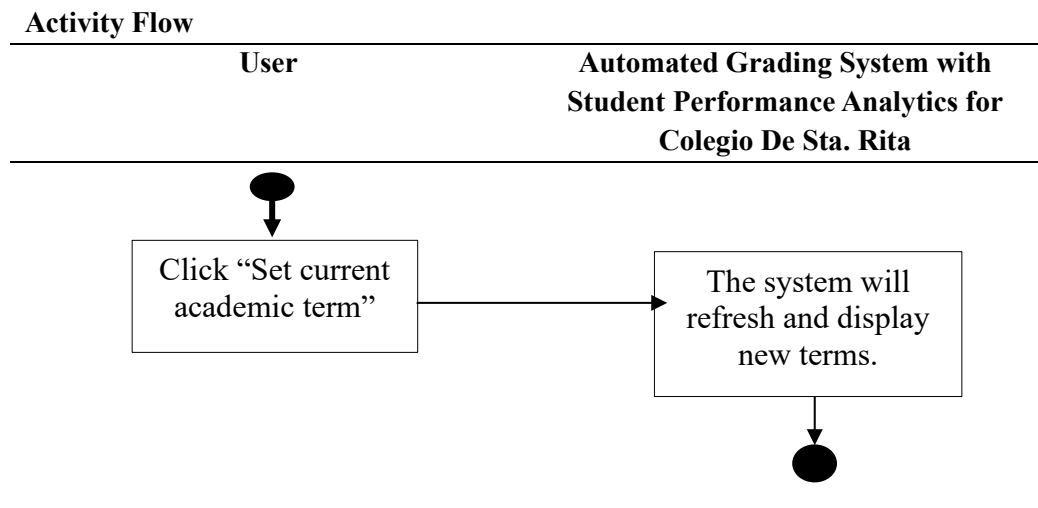 Activity Flow
User
Automated Grading System with
Student Performance Analytics for
Colegio De Sta. Rita
Click “Set current
academic term”
The system will
refresh and display
new terms.